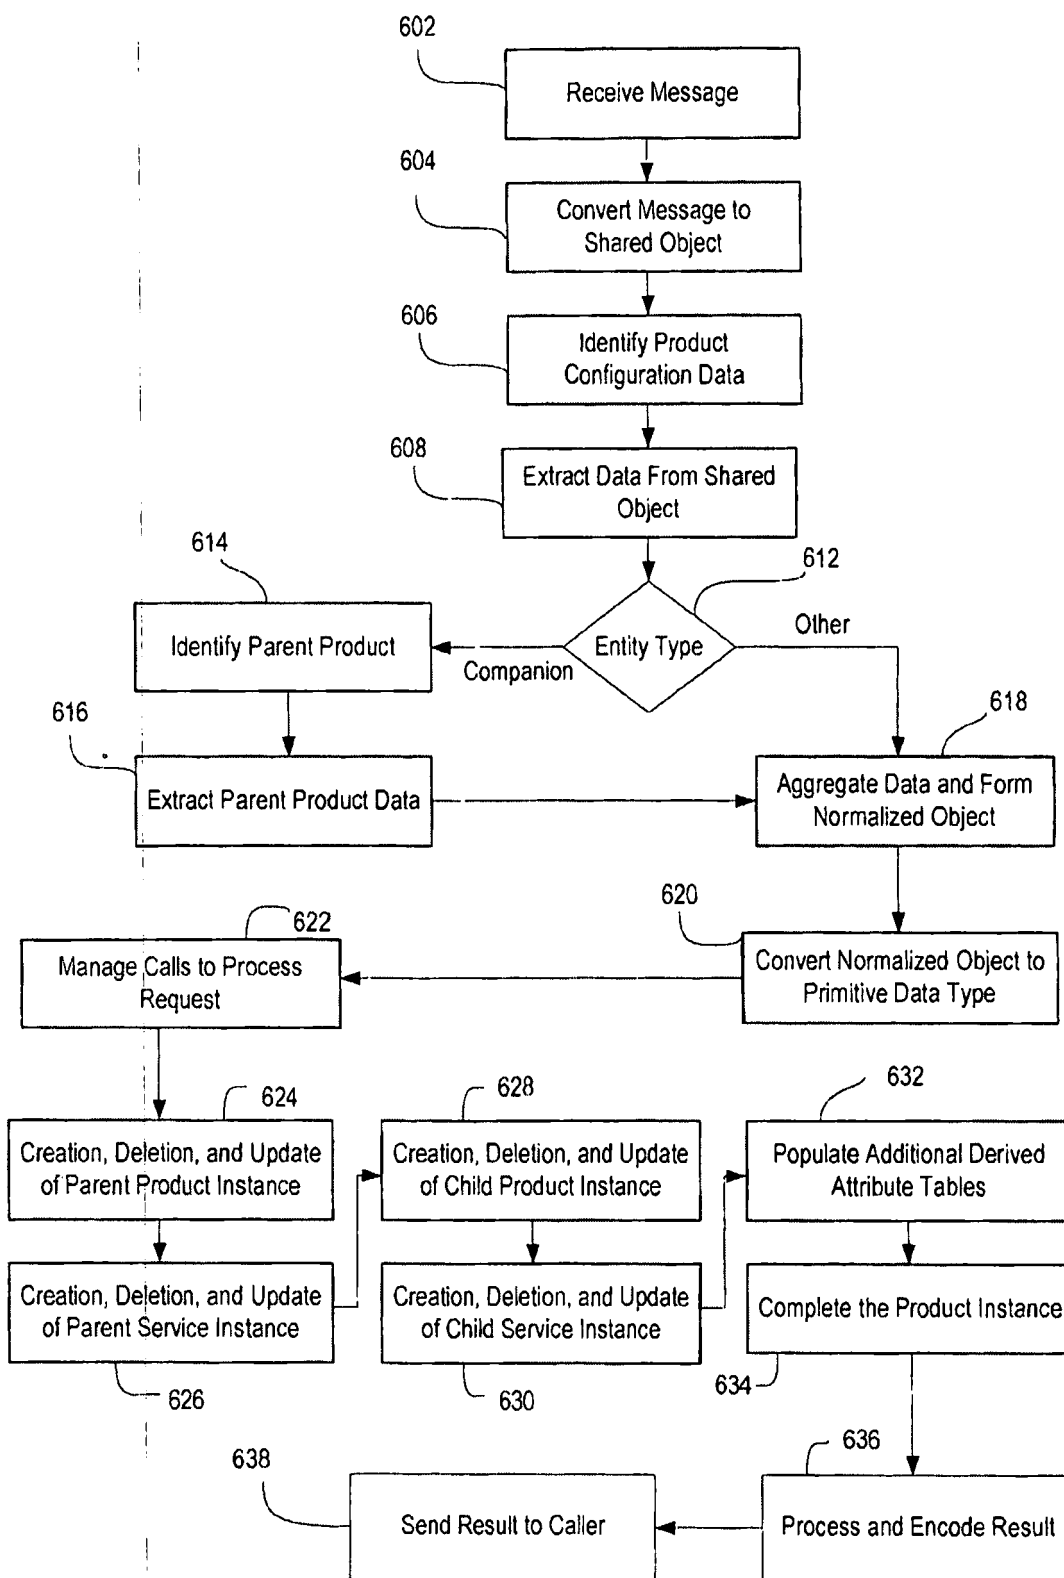 602
Receive Message
604
Convert Message to
Shared Object
606
Identify Product
Configuration Data
608
Extract Data From Shared
Object
614
612
Identify Parent Product
Companion
Entity Type
Other
616
618
Extract Parent Product Data
Aggregate Data and Form
Normalized Object
620
622
Manage Calls to Process
Request
Convert Normalized Object to
Primitive Data Type
624
628
632
Creation, Deletion, and Update
of Parent Product Instance
Creation, Deletion, and Update
of Child Product Instance
Populate Additional Derived
Attribute Tables
Creation, Deletion, and Update
of Parent Service Instance
Creation, Deletion, and Update
of Child Service Instance
Complete the Product Instance
626
630
634
638
636
Send Result to Caller
Process and Encode Result